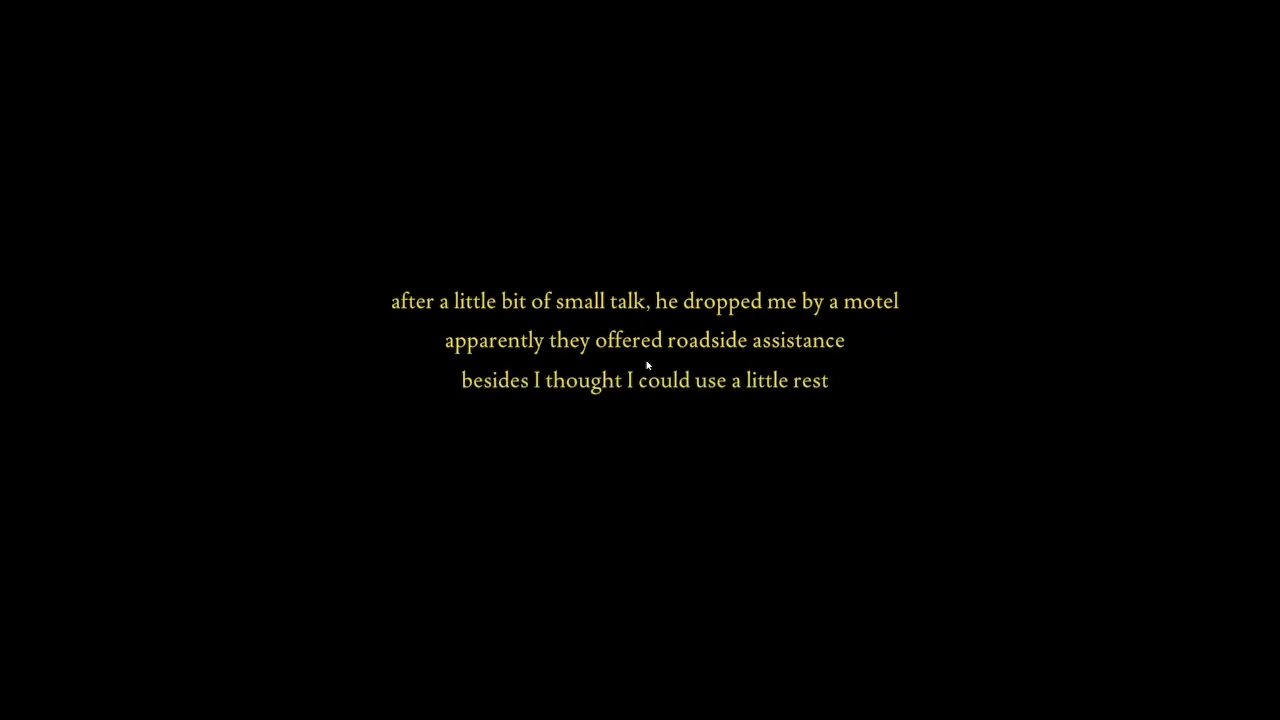 after a little bit of small talk, he dropped me by a motel
apparently they offered roadside assistance
besides I thought I could use a little rest